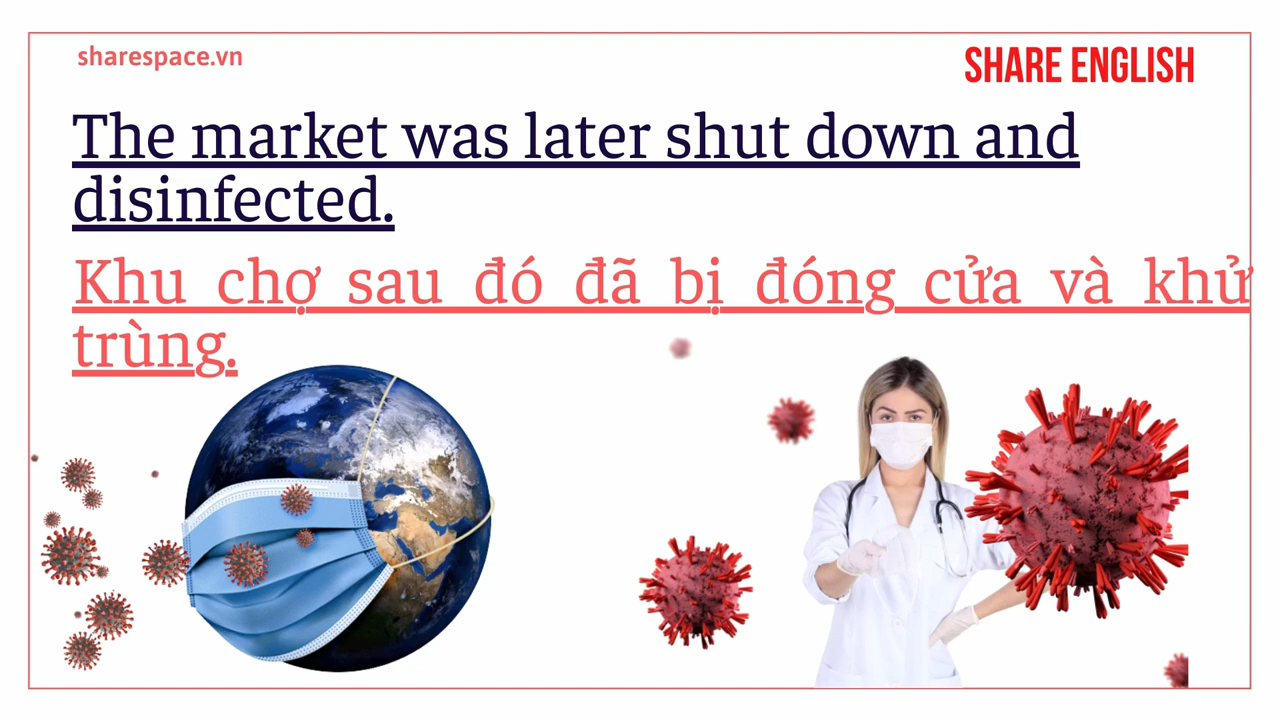 sharespace.vn
SHARE ENGLISH
The market was later shut down and
disinfected.
Khu chợ sau đó đã bị đóng cửa và khử
trùng.